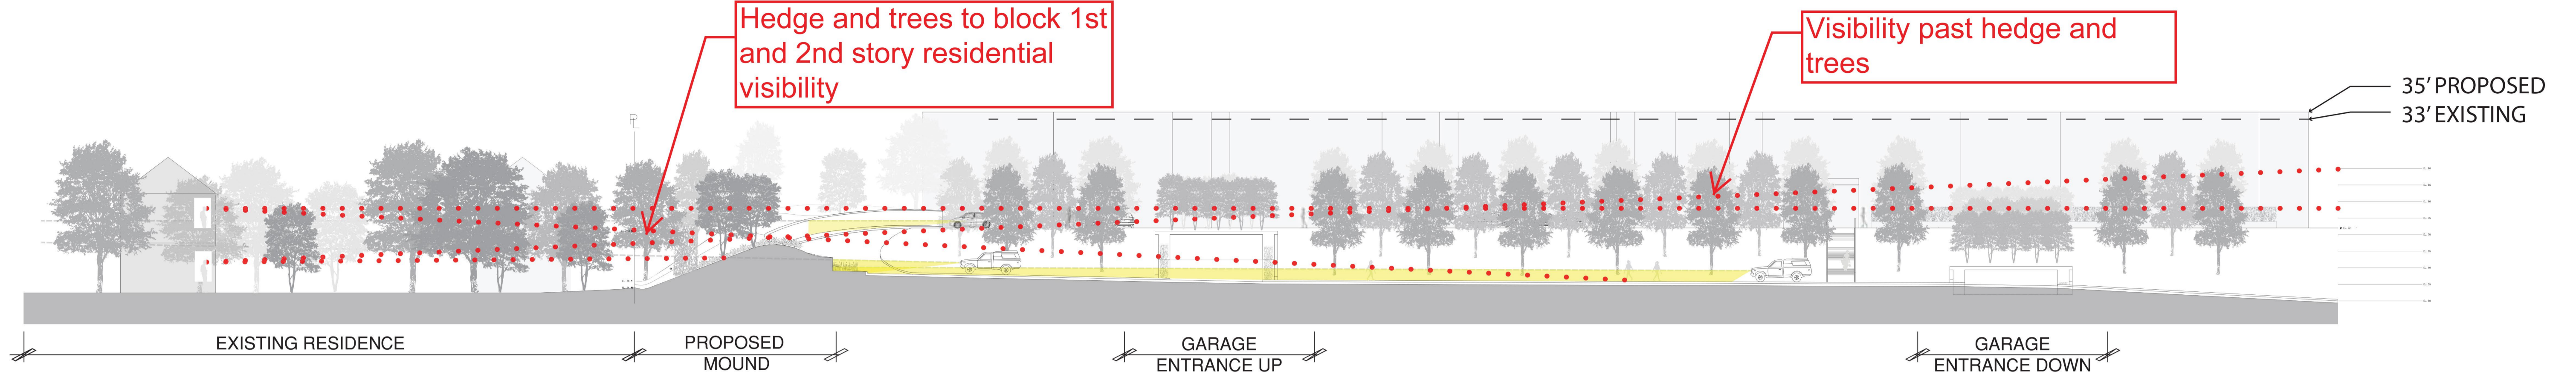 Hedge and trees to block 1st
and 2nd story residential
visibility
Visibility past hedge and
trees
35' PROPOSED
33' EXISTING
PL
EXISTING RESIDENCE
PROPOSED
MOUND
GARAGE
ENTRANCE UP
GARAGE
ENTRANCE DOWN